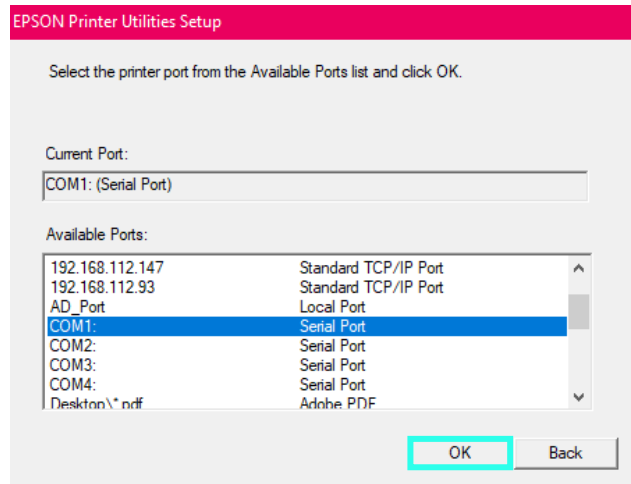 EPSON Printer Utilities Setup
Select the printer port from the Available Ports list and click OK.
Current Port:
COM1: (Serial Port)
Available Ports:
192.168.112.147 Standard TCP/IP Port
192.168.112.93 Standard TCP/IP Port
AD_Port Local Port
COM1: Serial Port
COM2: Serial Port
COM3: Serial Port
COM4: Serial Port
Desktop\*.pdf Adobe PDF
OK Back